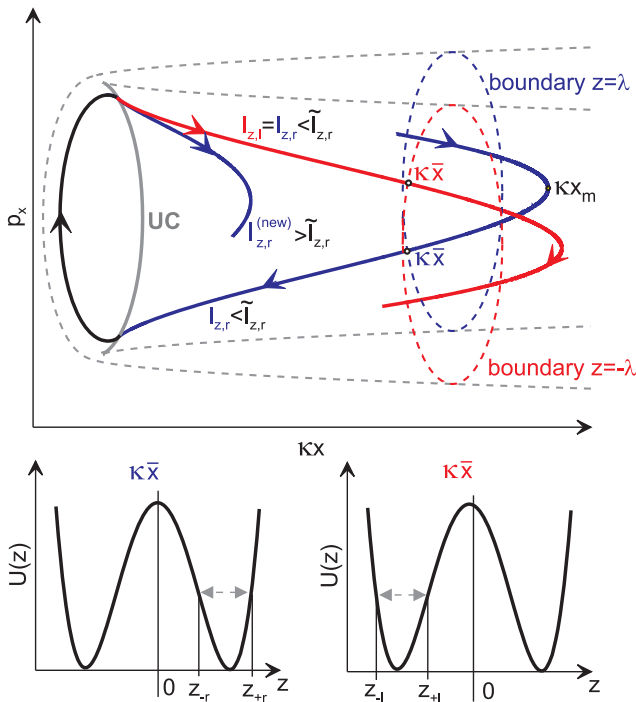 boundary z=λ
I_{z,l}=I_{z,r}<Ĩ_{z,r}
κx̄
κx_m
p_x
UC
I_{z,r}^{(new)}>Ĩ_{z,r}
κx̄
I_{z,r}<Ĩ_{z,r}
boundary z=-λ
κx
κx̄
κx̄
U(z)
U(z)
0
z_{-r}
z_{+r}
z
z_{-l}
z_{+l}
0
z